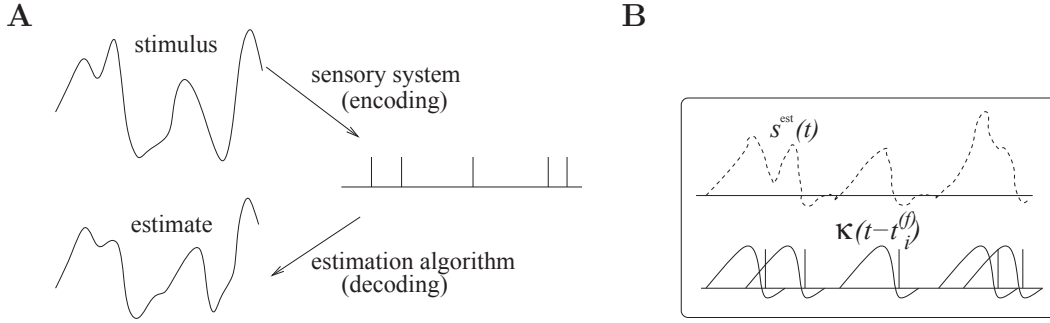 A
stimulus
sensory system
(encoding)
estimate
estimation algorithm
(decoding)
B
s^est(t)
κ(t−t_i^(f))